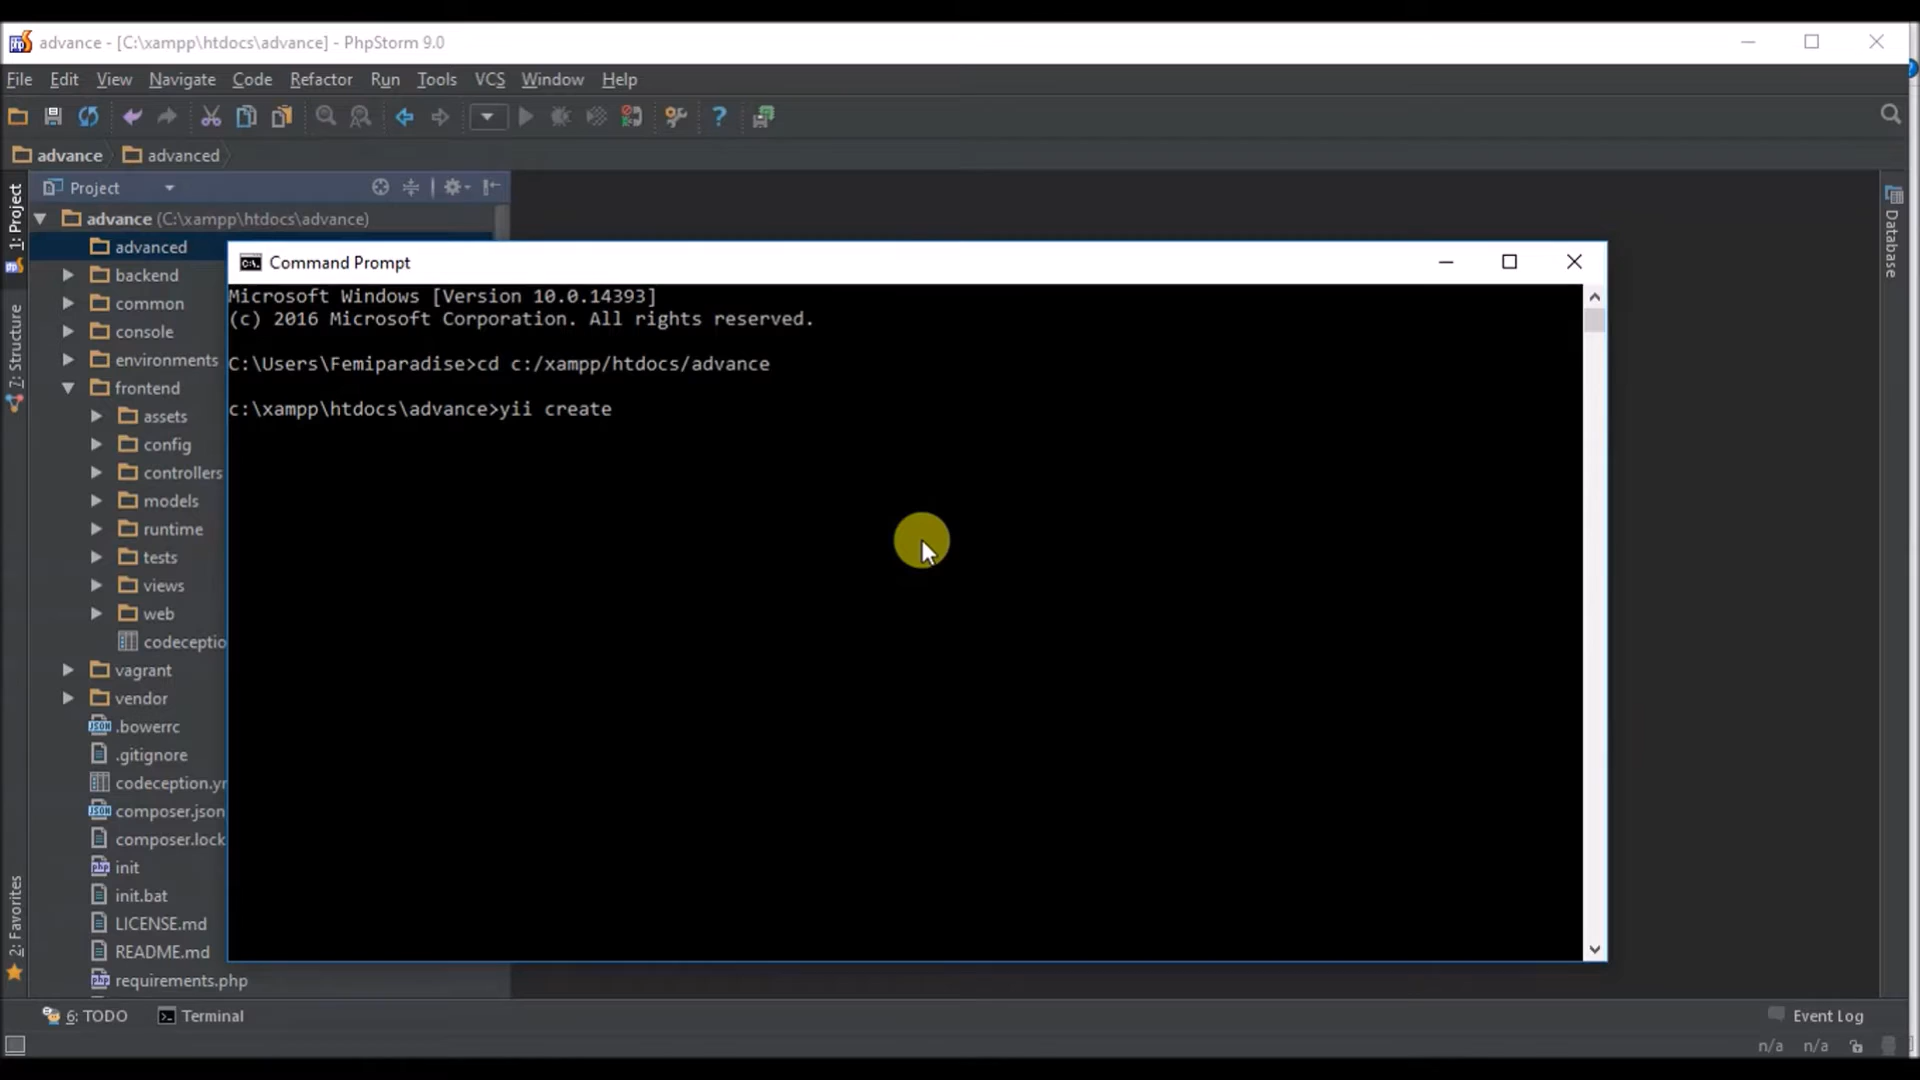 advance - [C:\xampp\htdocs\advance] - PhpStorm 9.0
File Edit View Navigate Code Refactor Run Tools VCS Window Help
advance advanced
Project
1: Project
7: Structure
2: Favorites
Database
advance (C:\xampp\htdocs\advance)
advanced
backend
common
console
environments
frontend
assets
config
controllers
models
runtime
tests
views
web
codeceptio
vagrant
vendor
.bowerrc
.gitignore
codeception.yr
composer.json
composer.lock
init
init.bat
LICENSE.md
README.md
requirements.php
Command Prompt
Microsoft Windows [Version 10.0.14393]
(c) 2016 Microsoft Corporation. All rights reserved.
C:\Users\Femiparadise>cd c:/xampp/htdocs/advance
c:\xampp\htdocs\advance>yii create
6: TODO Terminal
Event Log
n/a n/a